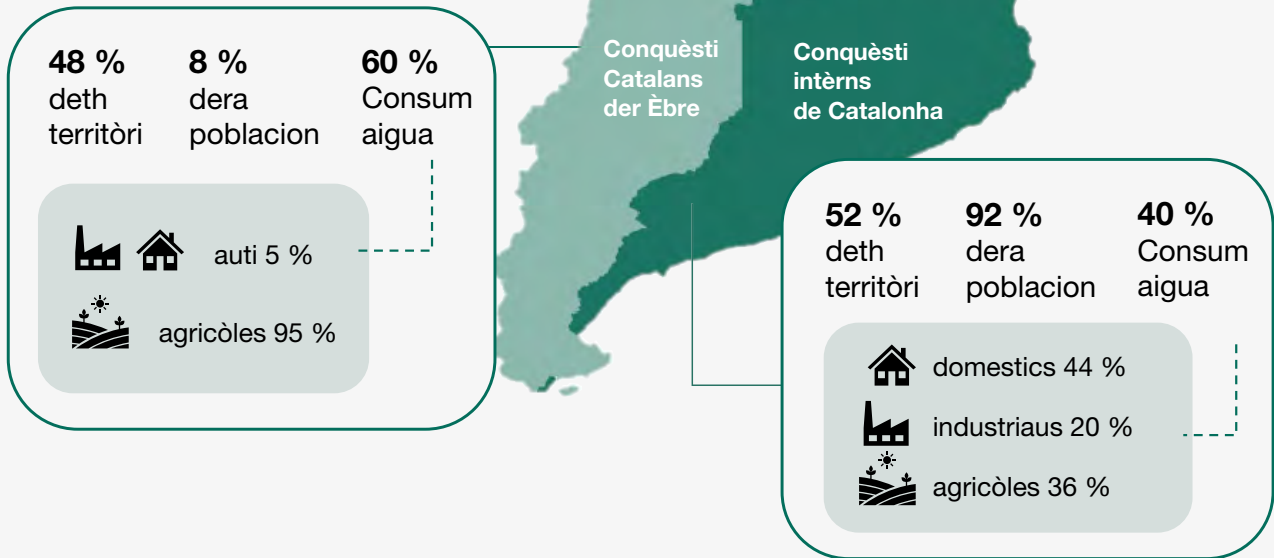 48 %
deth
territòri
8 %
dera
poblacion
60 %
Consum
aigua
auti 5 %
agricòles 95 %
Conquèsti
Catalans
der Èbre
Conquèsti
intèrns
de Catalonha
52 %
deth
territòri
92 %
dera
poblacion
40 %
Consum
aigua
domestics 44 %
industriaus 20 %
agricòles 36 %